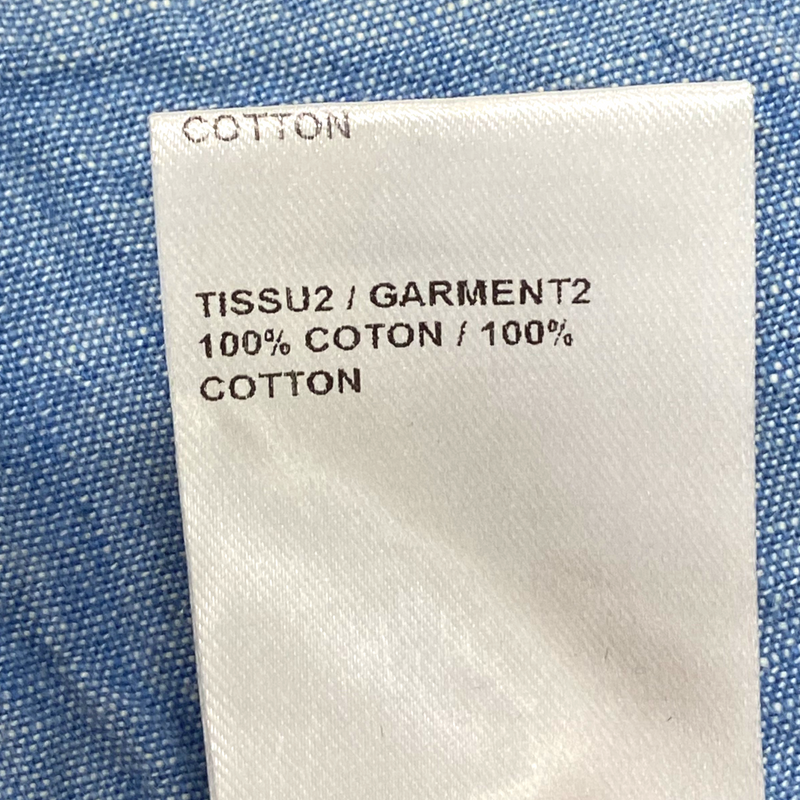 COTTON
TISSU2 / GARMENT2
100% COTON / 100%
COTTON